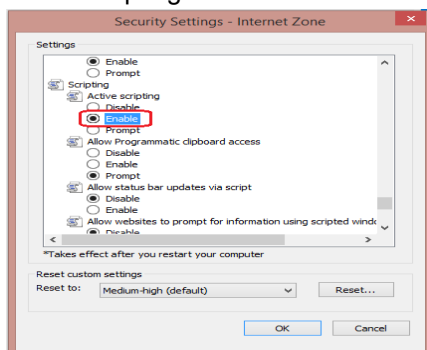 Security Settings - Internet Zone
Settings
Enable
Prompt
Scripting
Active scripting
Disable
Enable
Prompt
Allow Programmatic clipboard access
Disable
Enable
Prompt
Allow status bar updates via script
Disable
Enable
Allow websites to prompt for information using scripted windo
Disable
*Takes effect after you restart your computer
Reset custom settings
Reset to: Medium-high (default) Reset...
OK Cancel